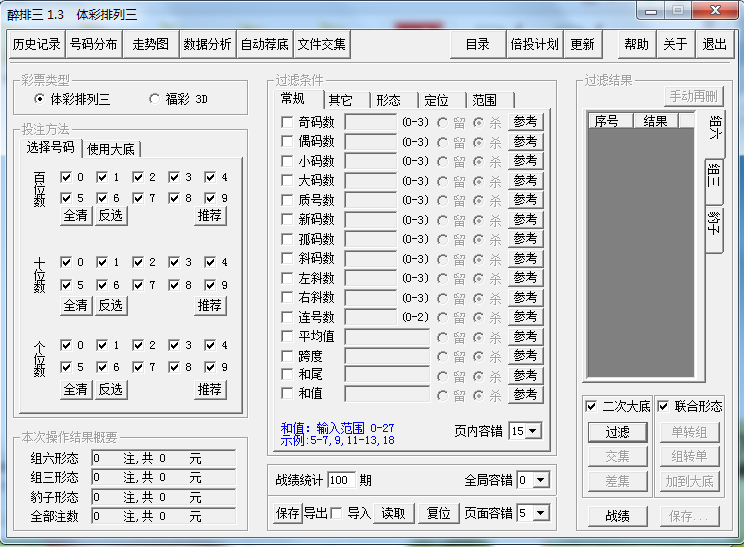 醉排三 1.3 体彩排列三
历史记录 号码分布 走势图 数据分析 自动荐底 文件交集 目录 倍投计划 更新 帮助 关于 退出
彩票类型
体彩排列三 福彩 3D
投注方法
选择号码 使用大底
百位数
0 1 2 3 4
5 6 7 8 9
全清 反选 推荐
十位数
0 1 2 3 4
5 6 7 8 9
全清 反选 推荐
个位数
0 1 2 3 4
5 6 7 8 9
全清 反选 推荐
本次操作结果概要
组六形态 0 注,共 0 元
组三形态 0 注,共 0 元
豹子形态 0 注,共 0 元
全部注数 0 注,共 0 元
过滤条件
常规 其它 形态 定位 范围
奇码数 (0-3) 留 杀 参考
偶码数 (0-3) 留 杀 参考
小码数 (0-3) 留 杀 参考
大码数 (0-3) 留 杀 参考
质号数 (0-3) 留 杀 参考
新码数 (0-3) 留 杀 参考
孤码数 (0-3) 留 杀 参考
斜码数 (0-3) 留 杀 参考
左斜数 (0-3) 留 杀 参考
右斜数 (0-3) 留 杀 参考
连号数 (0-2) 留 杀 参考
平均值 留 杀 参考
跨度 留 杀 参考
和尾 留 杀 参考
和值 留 杀 参考
和值: 输入范围 0-27
示例:5-7,9,11-13,18
页内容错 15
战绩统计 100 期 全局容错 0
保存 导出 导入 读取 复位 页面容错 5
过滤结果
手动再删
序号 结果
组六
组三
豹子
二次大底 联合形态
过滤 单转组
交集 组转单
差集 加到大底
战绩 保存...